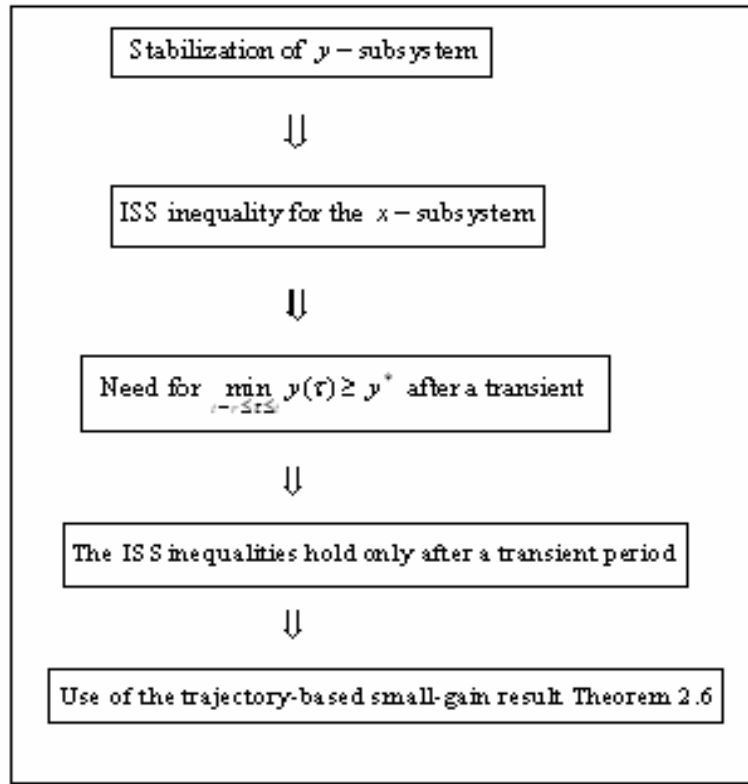 Stabilization of y – subsystem
⇓
ISS inequality for the x – subsystem
⇓
Need for min y(τ) ≥ y* after a transient
t–r≤τ≤t
⇓
The ISS inequalities hold only after a transient period
⇓
Use of the trajectory-based small-gain result Theorem 2.6